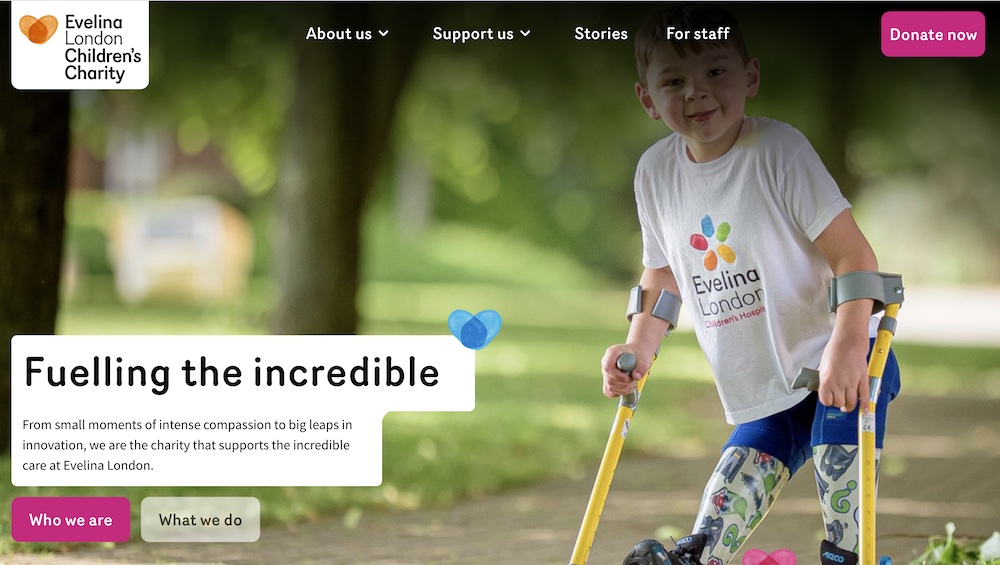 Evelina
London
Children's
Charity
About us
Support us
Stories
For staff
Donate now
Evelina
London
Children's Hospit
Fuelling the incredible
From small moments of intense compassion to big leaps in
innovation, we are the charity that supports the incredible
care at Evelina London.
Who we are
What we do